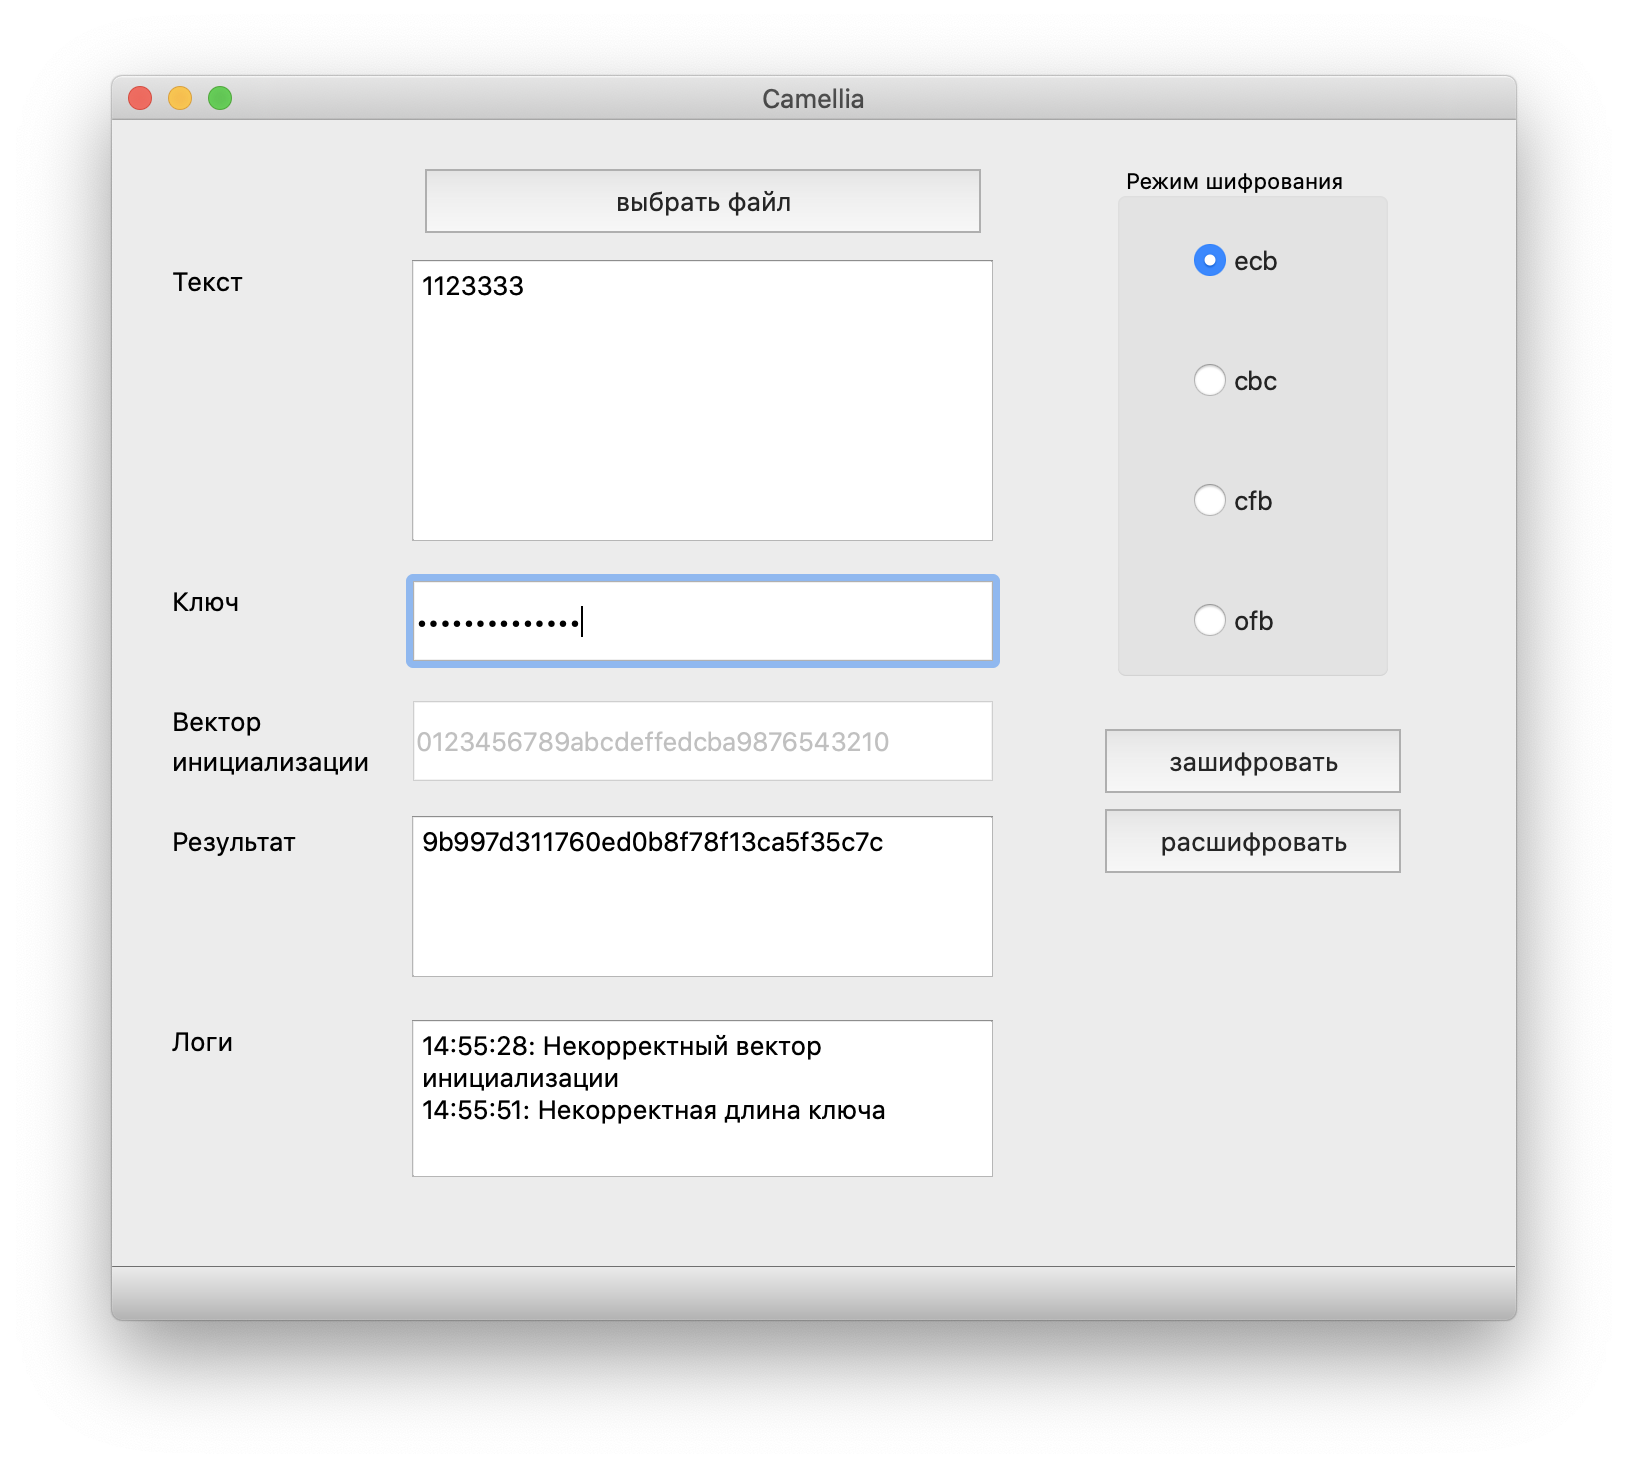 Camellia
выбрать файл
Режим шифрования
Текст
1123333
ecb
cbc
cfb
ofb
Ключ
••••••••••••••
Вектор
инициализации
0123456789abcdeffedcba9876543210
зашифровать
Результат
9b997d311760ed0b8f78f13ca5f35c7c
расшифровать
Логи
14:55:28: Некорректный вектор
инициализации
14:55:51: Некорректная длина ключа